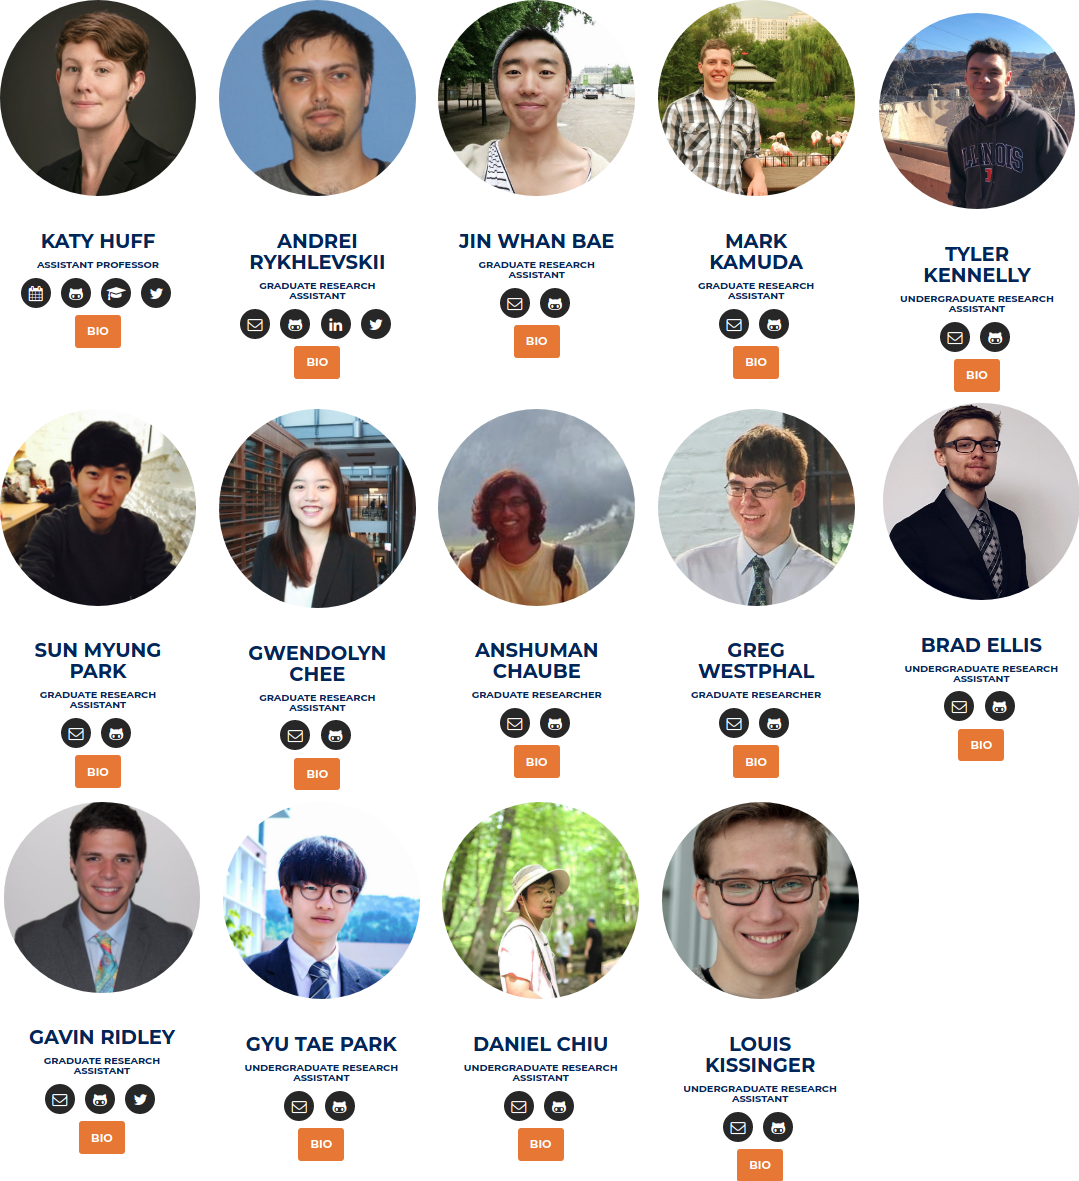 KATY HUFF
ASSISTANT PROFESSOR
BIO
ANDREI
RYKHLEVSKII
GRADUATE RESEARCH
ASSISTANT
in
BIO
JIN WHAN BAE
GRADUATE RESEARCH
ASSISTANT
BIO
MARK
KAMUDA
GRADUATE RESEARCH
ASSISTANT
BIO
ILLINOIS
TYLER
KENNELLY
UNDERGRADUATE RESEARCH
ASSISTANT
BIO
SUN MYUNG
PARK
GRADUATE RESEARCH
ASSISTANT
BIO
GWENDOLYN
CHEE
GRADUATE RESEARCH
ASSISTANT
BIO
ANSHUMAN
CHAUBE
GRADUATE RESEARCHER
BIO
GREG
WESTPHAL
GRADUATE RESEARCHER
BIO
BRAD ELLIS
UNDERGRADUATE RESEARCH
ASSISTANT
BIO
GAVIN RIDLEY
GRADUATE RESEARCH
ASSISTANT
BIO
GYU TAE PARK
UNDERGRADUATE RESEARCH
ASSISTANT
BIO
DANIEL CHIU
UNDERGRADUATE RESEARCH
ASSISTANT
BIO
LOUIS
KISSINGER
UNDERGRADUATE RESEARCH
ASSISTANT
BIO